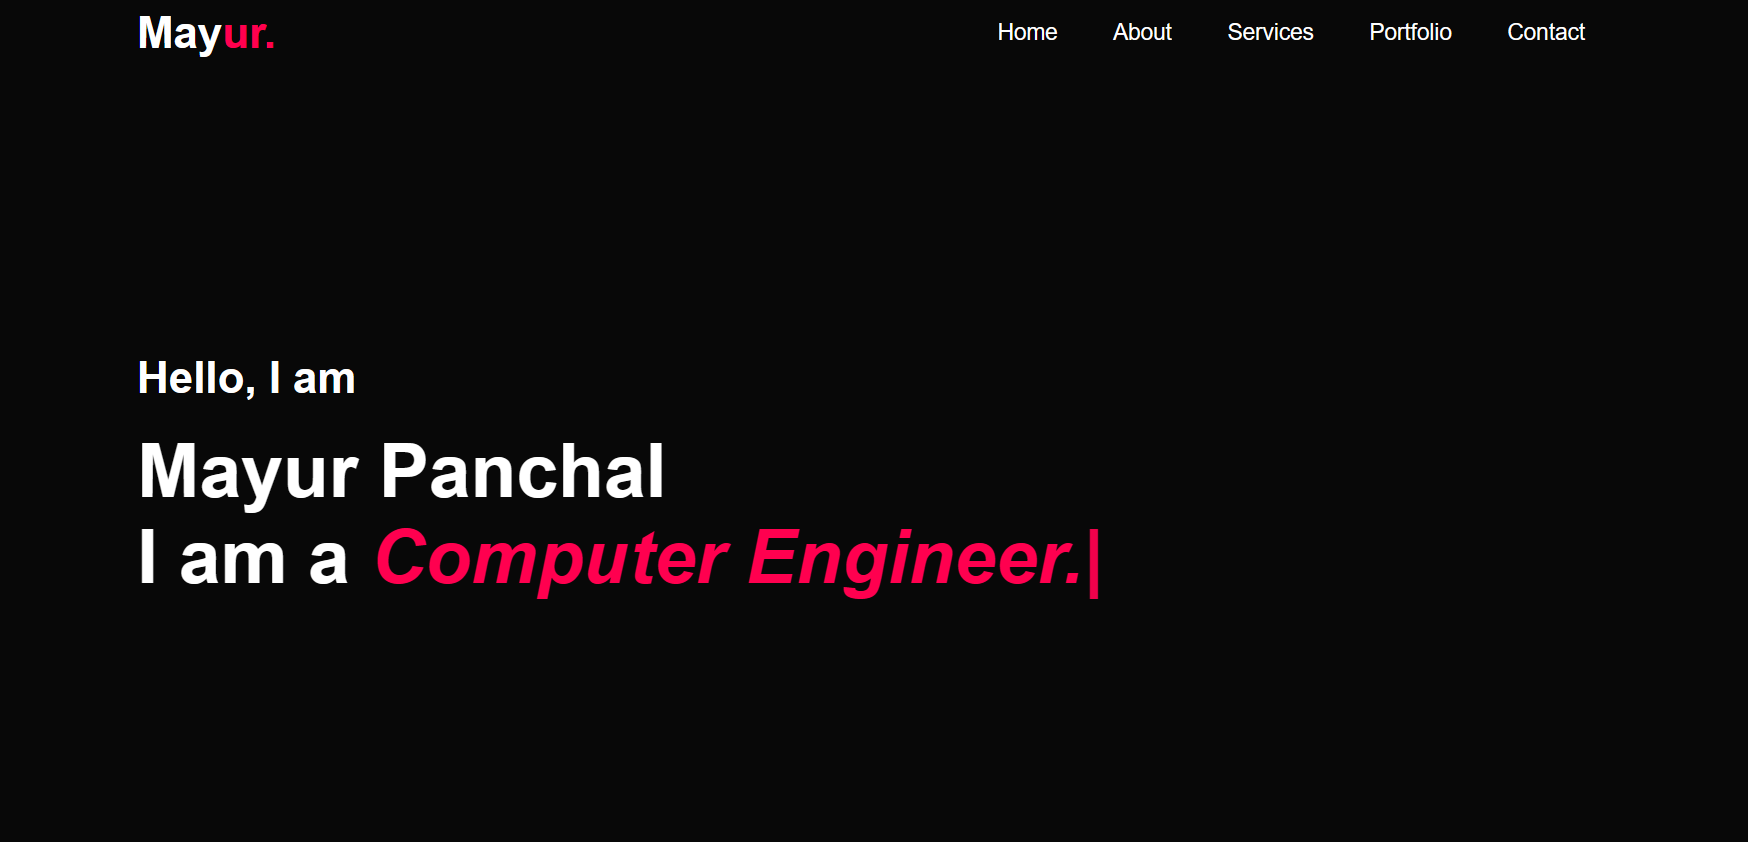 Mayur.
Home About Services Portfolio Contact
Hello, I am
Mayur Panchal
I am a Computer Engineer.|